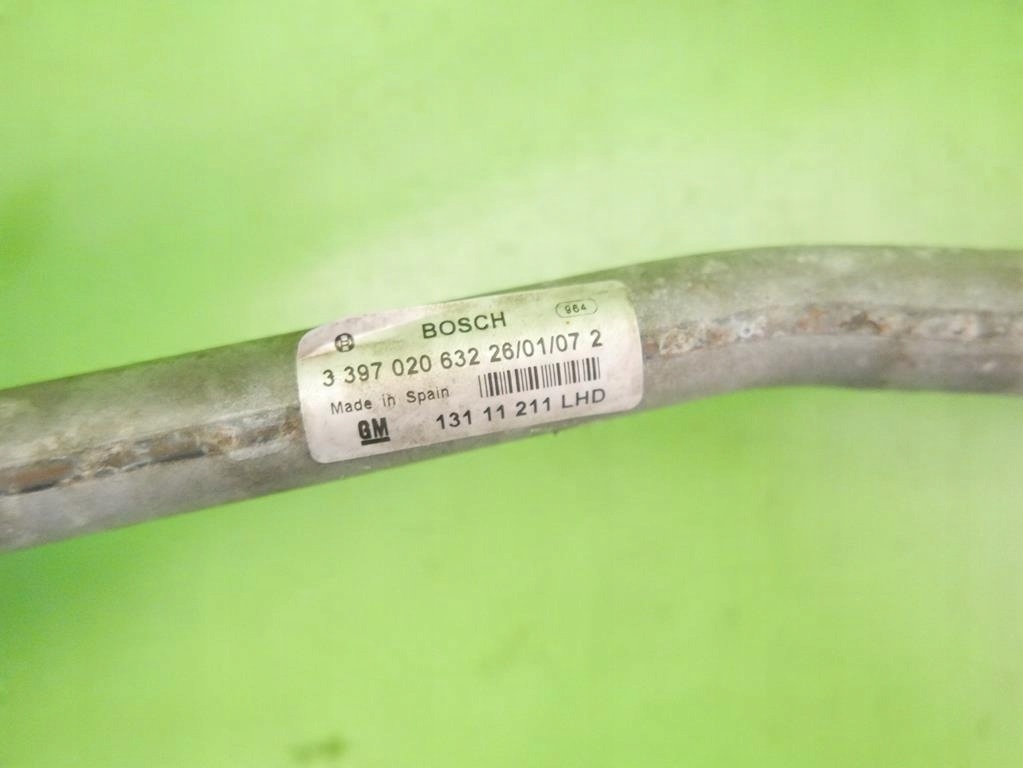 BOSCH 964
3 397 020 632 26/01/07 2
Made in Spain
GM 131 11 211 LHD